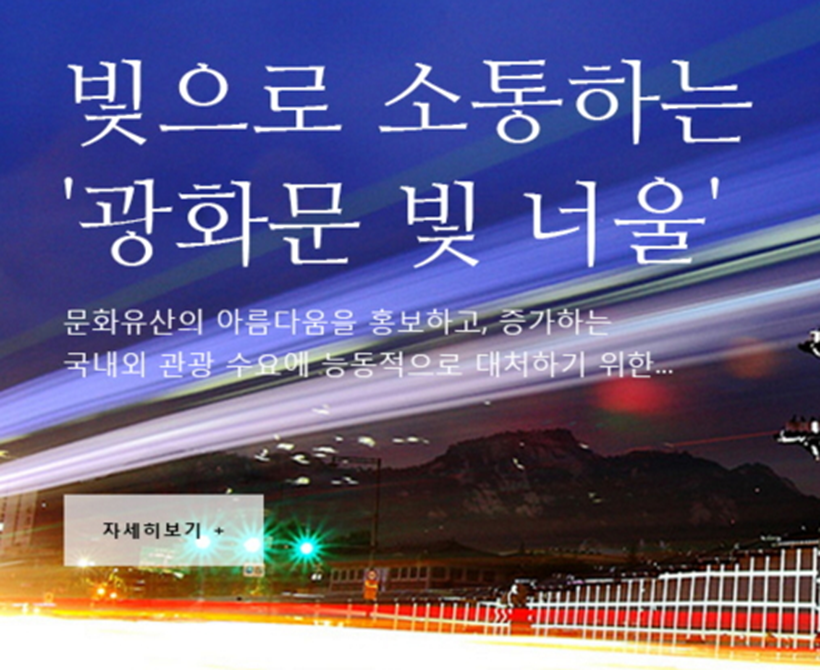 빛으로 소통하는
'광화문 빛 너울'
문화유산의 아름다움을 홍보하고, 증가하는
국내외 관광 수요에 능동적으로 대처하기 위한...
자세히보기 +